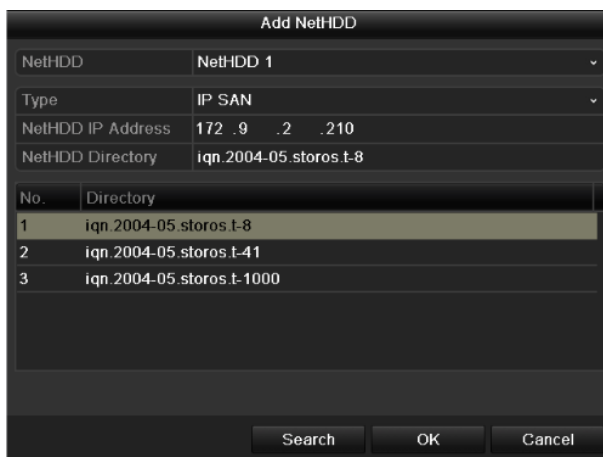 Add NetHDD
NetHDD NetHDD 1
Type IP SAN
NetHDD IP Address 172 .9 .2 .210
NetHDD Directory iqn.2004-05.storos.t-8
No. Directory
1 iqn.2004-05.storos.t-8
2 iqn.2004-05.storos.t-41
3 iqn.2004-05.storos.t-1000
Search OK Cancel